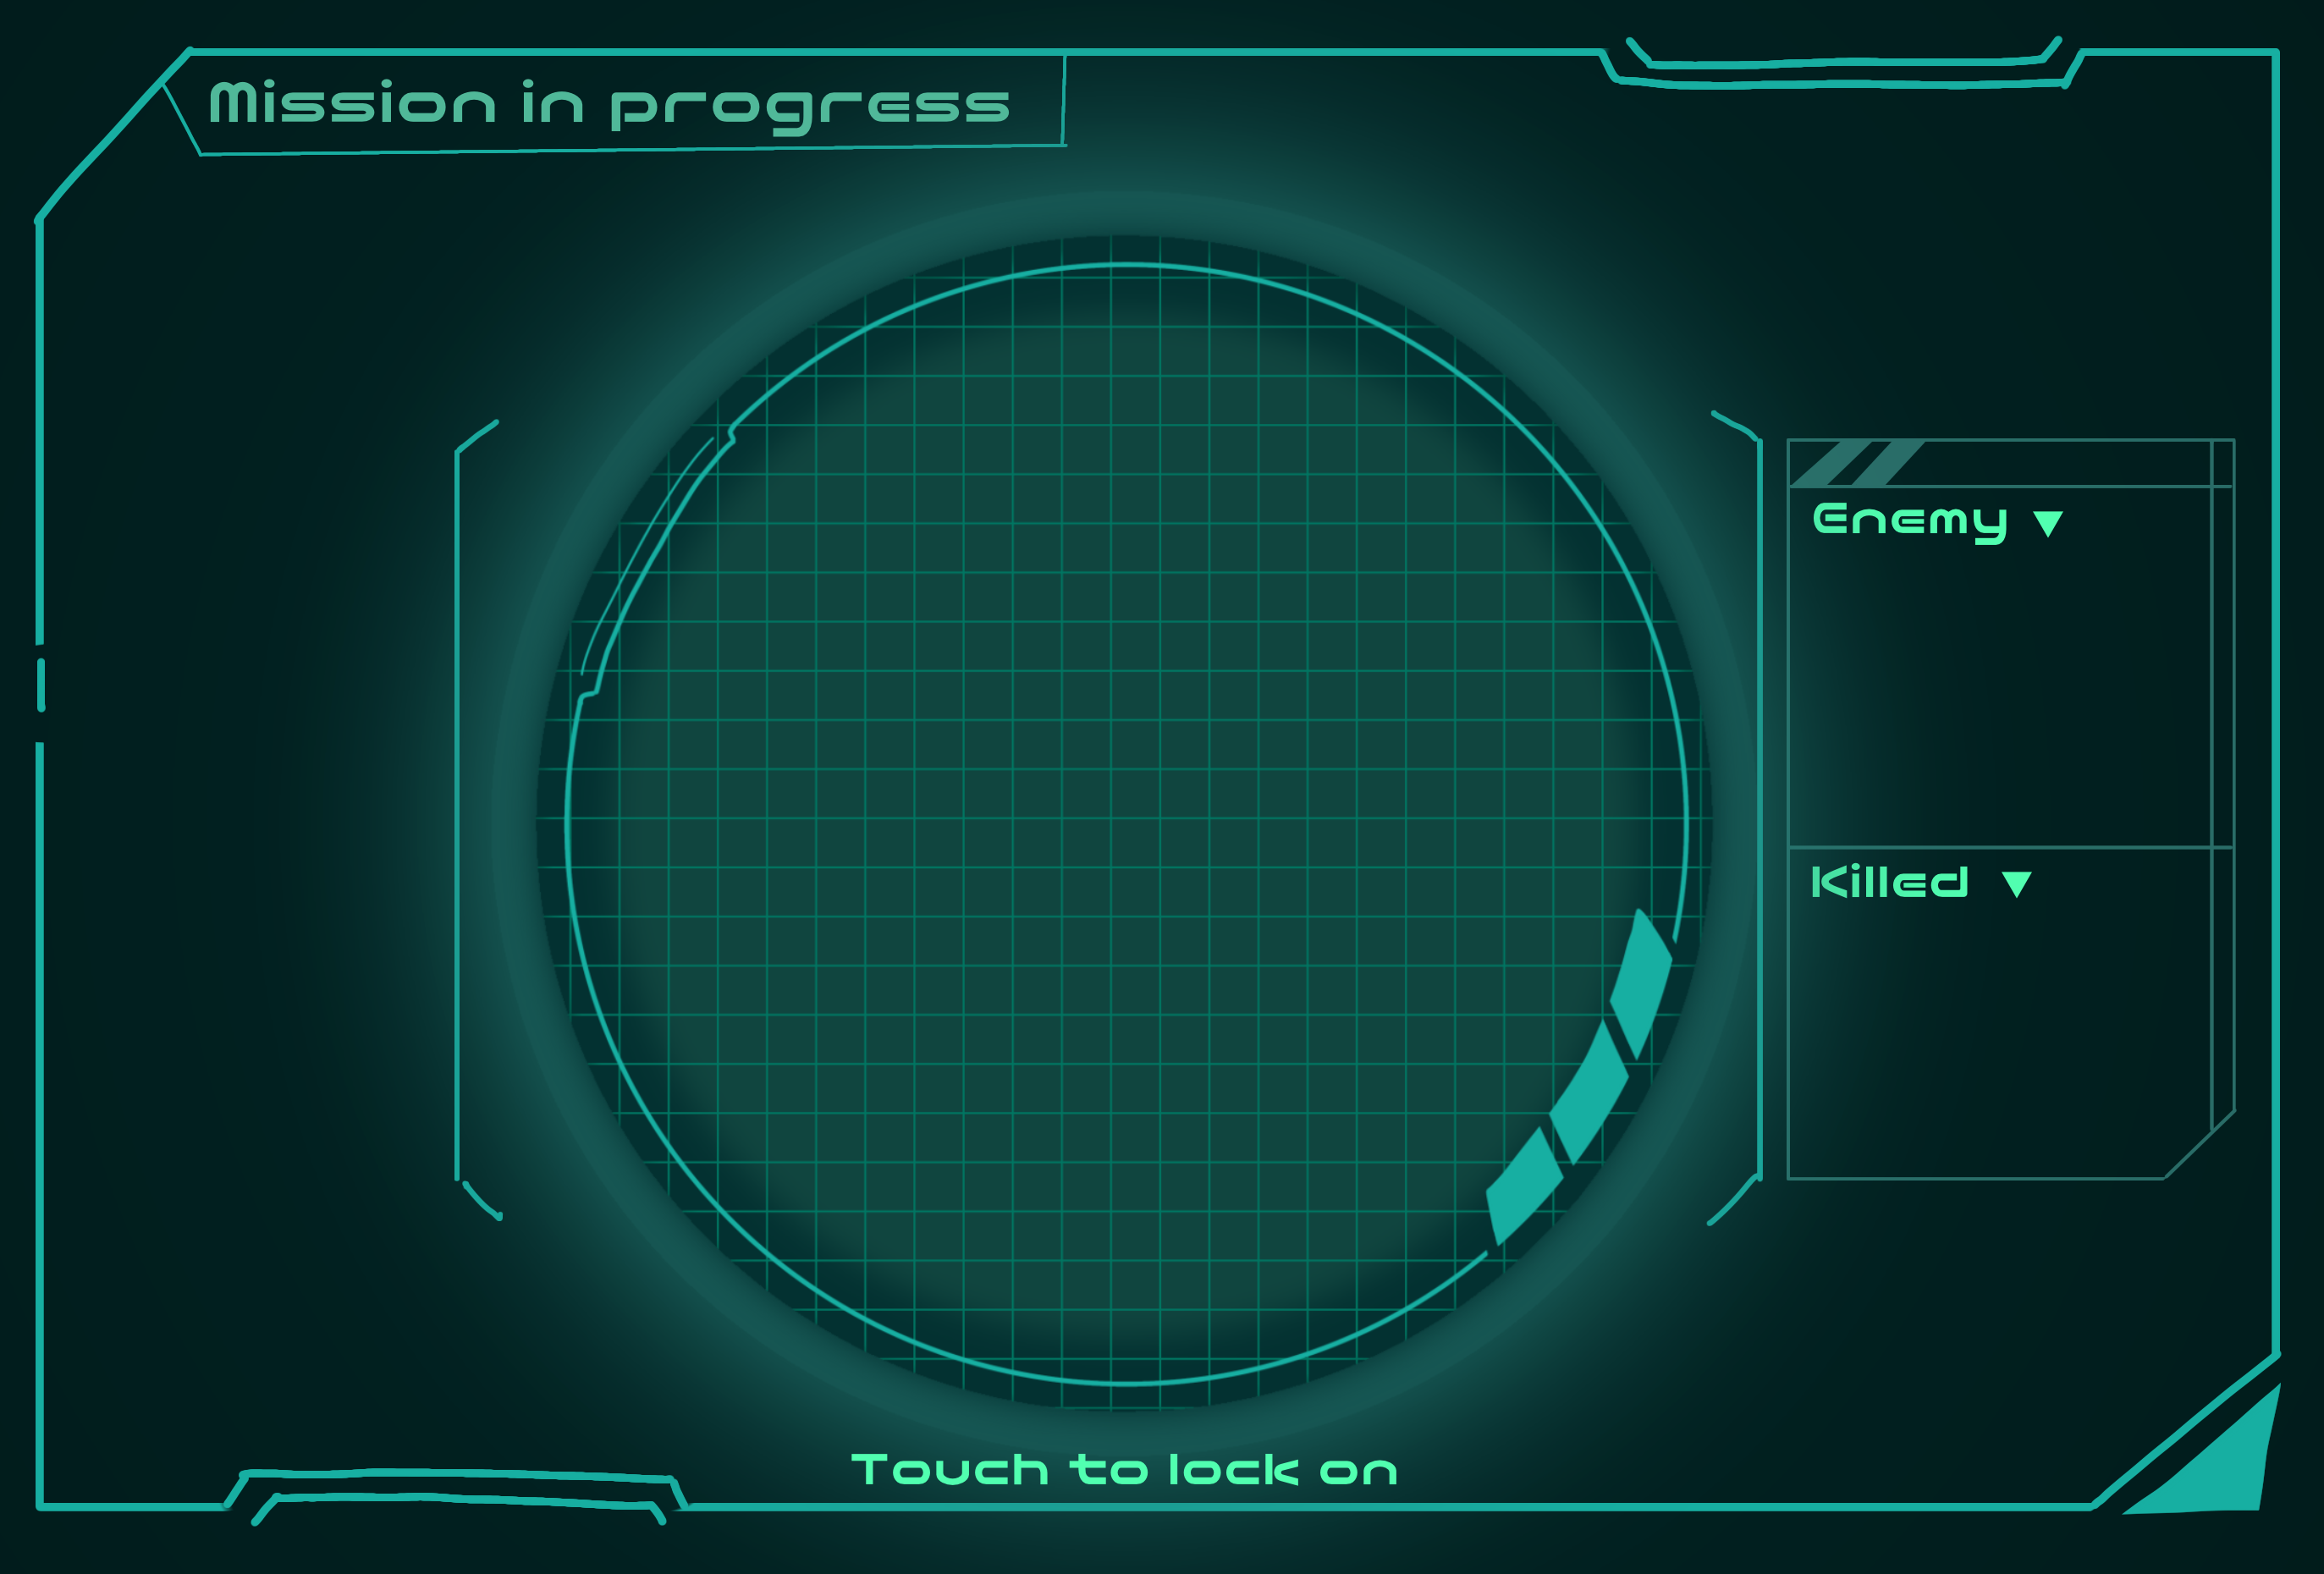 Mission in progress
Enemy ▼
Killed ▼
Touch to lock on